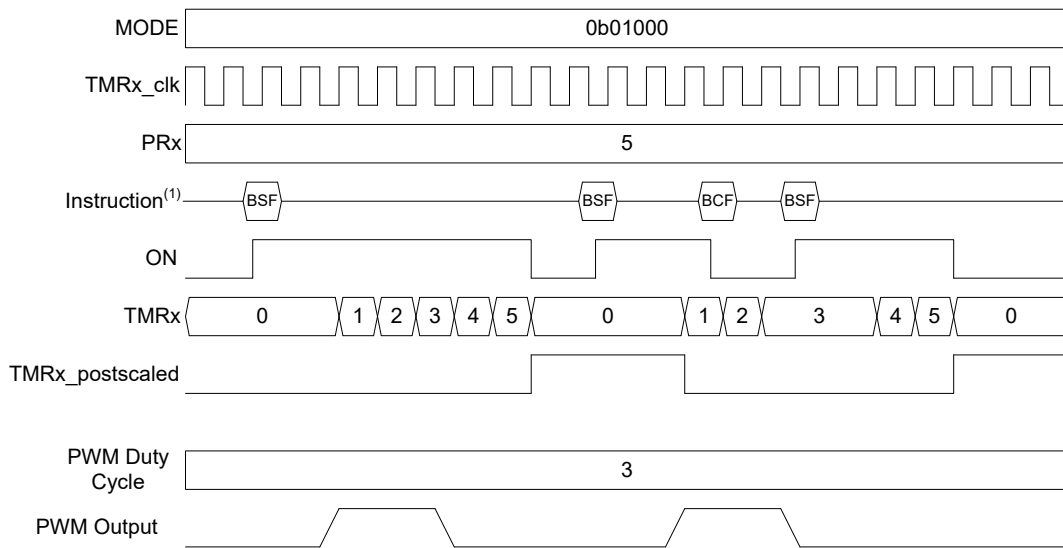 MODE 0b01000
TMRx_clk
PRx 5
Instruction(1) BSF BSF BCF BSF
ON
TMRx 0 1 2 3 4 5 0 1 2 3 4 5 0
TMRx_postscaled
PWM Duty
Cycle 3
PWM Output